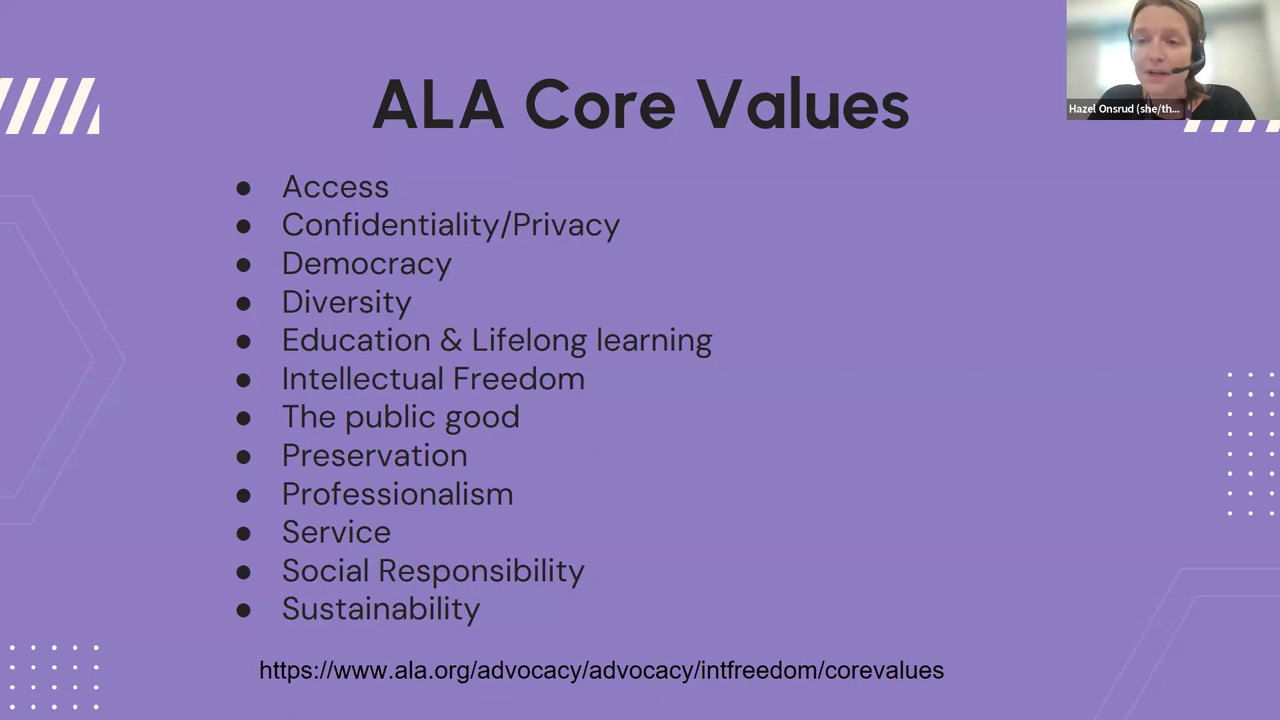 ALA Core Values
Hazel Onsrud (she/th...
● Access
● Confidentiality/Privacy
● Democracy
● Diversity
● Education & Lifelong learning
● Intellectual Freedom
● The public good
● Preservation
● Professionalism
● Service
● Social Responsibility
● Sustainability
https://www.ala.org/advocacy/advocacy/intfreedom/corevalues